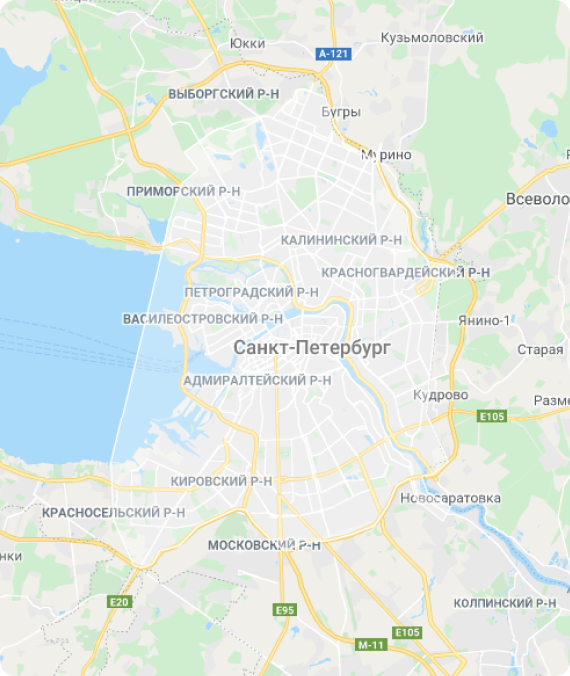 Юкки
Кузьмоловский
А-121
ВЫБОРГСКИЙ Р-Н
Бугры
Мурино
ПРИМОРСКИЙ Р-Н
Всеволо
КАЛИНИНСКИЙ Р-Н
КРАСНОГВАРДЕЙСКИЙ Р-Н
ПЕТРОГРАДСКИЙ Р-Н
ВАСИЛЕОСТРОВСКИЙ Р-Н
Янино-1
Санкт-Петербург
Старая
АДМИРАЛТЕЙСКИЙ Р-Н
Кудрово
Разме
E105
КИРОВСКИЙ Р-Н
Новосаратовка
КРАСНОСЕЛЬСКИЙ Р-Н
МОСКОВСКИЙ Р-Н
нки
E20
КОЛПИНСКИЙ Р-Н
E95
E105
М-11